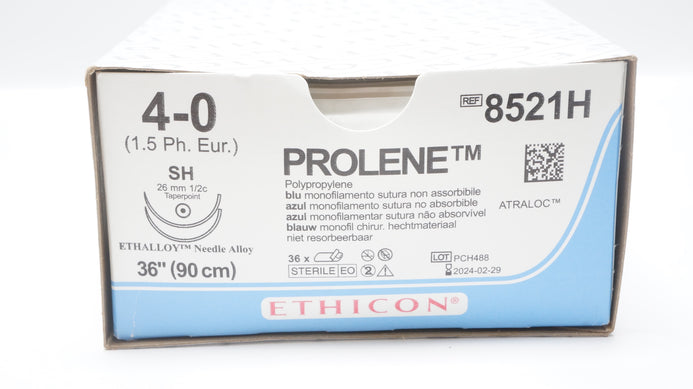 4-0
(1.5 Ph. Eur.)
SH
26 mm 1/2c
Taperpoint
ETHALLOY™ Needle Alloy
36" (90 cm)
REF 8521H
PROLENE™
Polypropylene
blu monofilamento sutura non assorbibile
azul monofilamento sutura no absorbible
azul monofilamentar sutura não absorvivel
blauw monofil chirur. hechtmateriaal
niet resorbeerbaar
ATRALOC™
36 x
STERILE EO 2
LOT PCH488
2024-02-29
ETHICON®